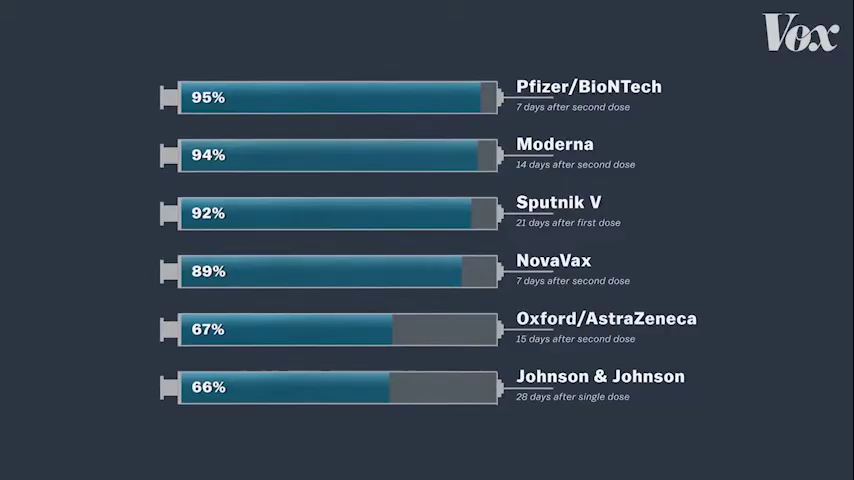 Vox
95%
Pfizer/BioNTech
7 days after second dose
94%
Moderna
14 days after second dose
92%
Sputnik V
21 days after first dose
89%
NovaVax
7 days after second dose
67%
Oxford/AstraZeneca
15 days after second dose
66%
Johnson & Johnson
28 days after single dose